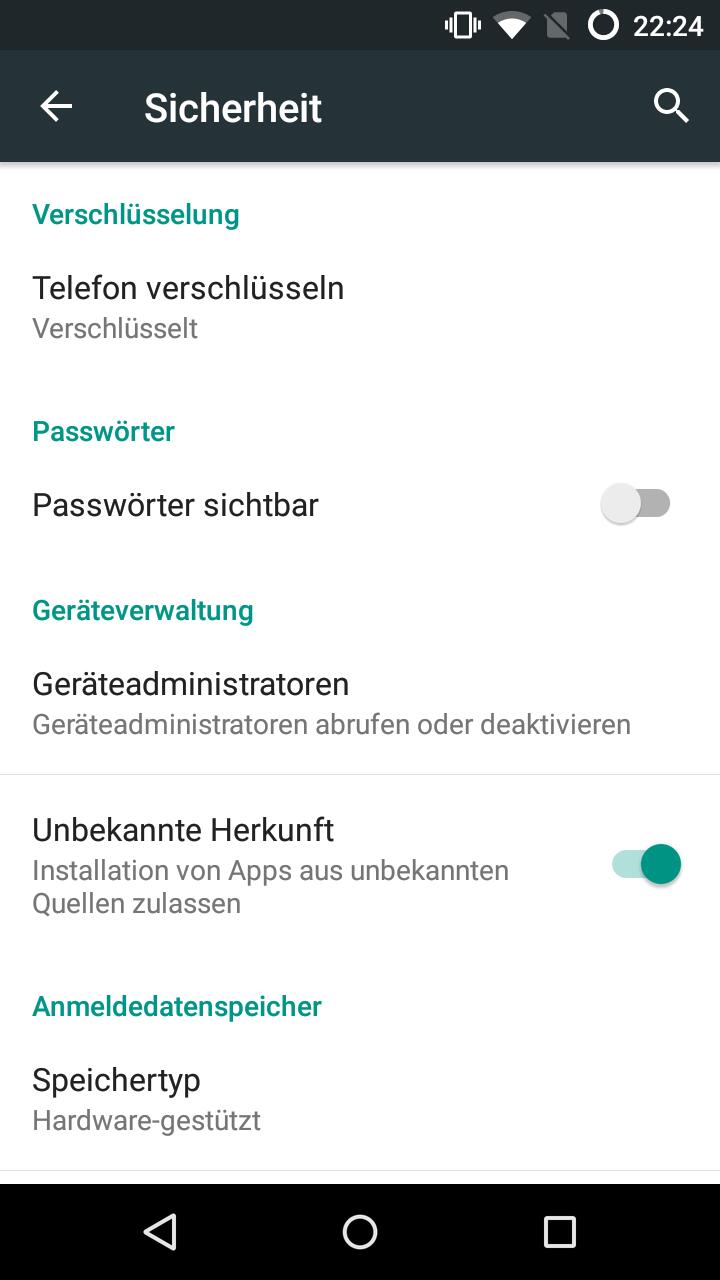 22:24
Sicherheit
Verschlüsselung
Telefon verschlüsseln
Verschlüsselt
Passwörter
Passwörter sichtbar
Geräteverwaltung
Geräteadministratoren
Geräteadministratoren abrufen oder deaktivieren
Unbekannte Herkunft
Installation von Apps aus unbekannten
Quellen zulassen
Anmeldedatenspeicher
Speichertyp
Hardware-gestützt